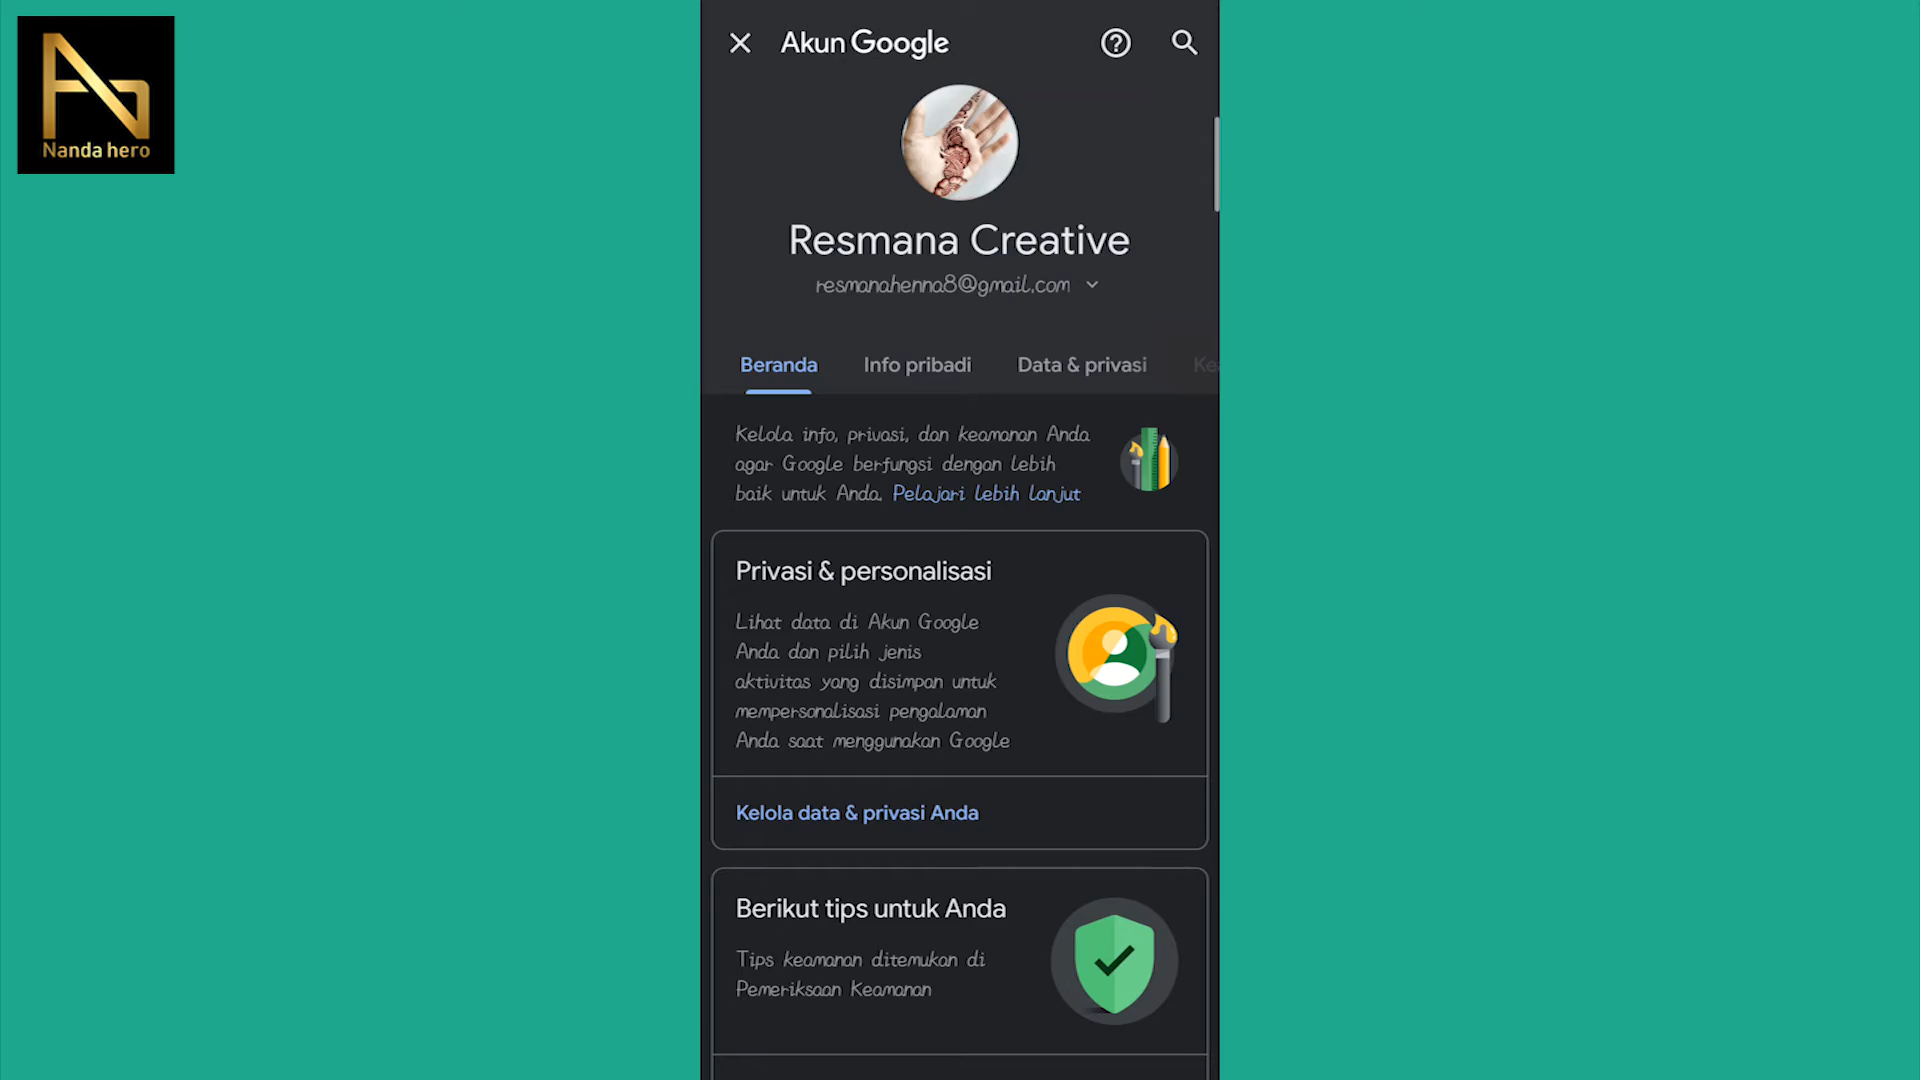 Nanda hero
Akun Google
Resmana Creative
resmanahenna8@gmail.com
Beranda Info pribadi Data & privasi
Kelola info, privasi, dan keamanan Anda
agar Google berfungsi dengan lebih
baik untuk Anda. Pelajari lebih lanjut
Privasi & personalisasi
Lihat data di Akun Google
Anda dan pilih jenis
aktivitas yang disimpan untuk
mempersonalisasi pengalaman
Anda saat menggunakan Google
Kelola data & privasi Anda
Berikut tips untuk Anda
Tips keamanan ditemukan di
Pemeriksaan Keamanan